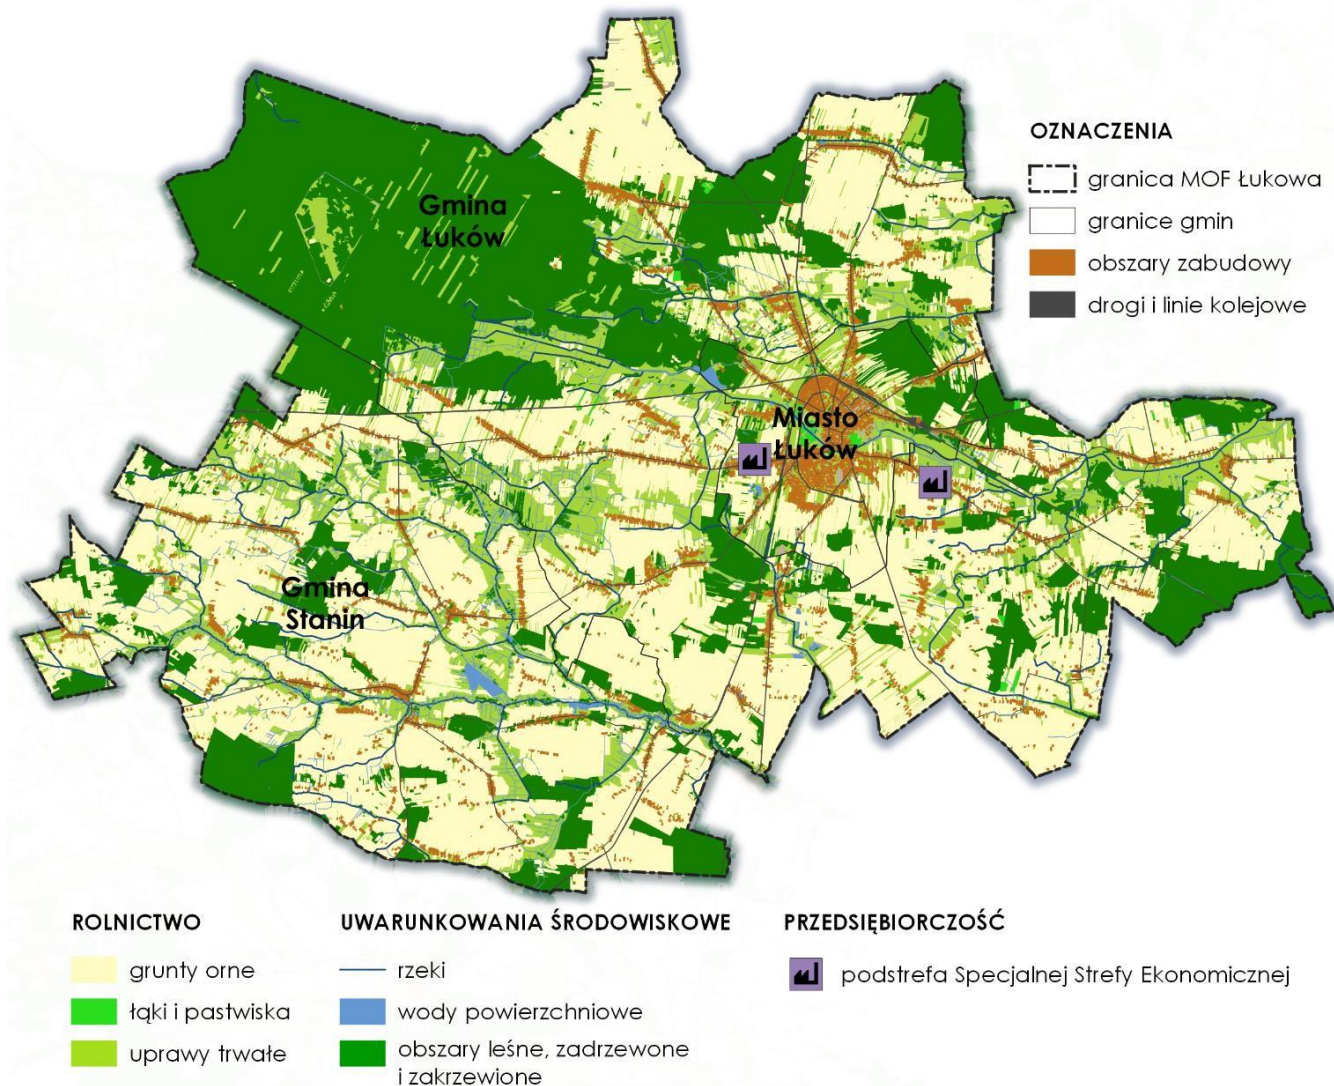 Gmina
Łuków
Miasto
Łuków
Gmina
Stanin
OZNACZENIA
granica MOF Łukowa
granice gmin
obszary zabudowy
drogi i linie kolejowe
ROLNICTWO
grunty orne
łąki i pastwiska
uprawy trwałe
UWARUNKOWANIA ŚRODOWISKOWE
rzeki
wody powierzchniowe
obszary leśne, zadrzewone
i zakrzewione
PRZEDSIĘBIORCZOŚĆ
podstrefa Specjalnej Strefy Ekonomicznej